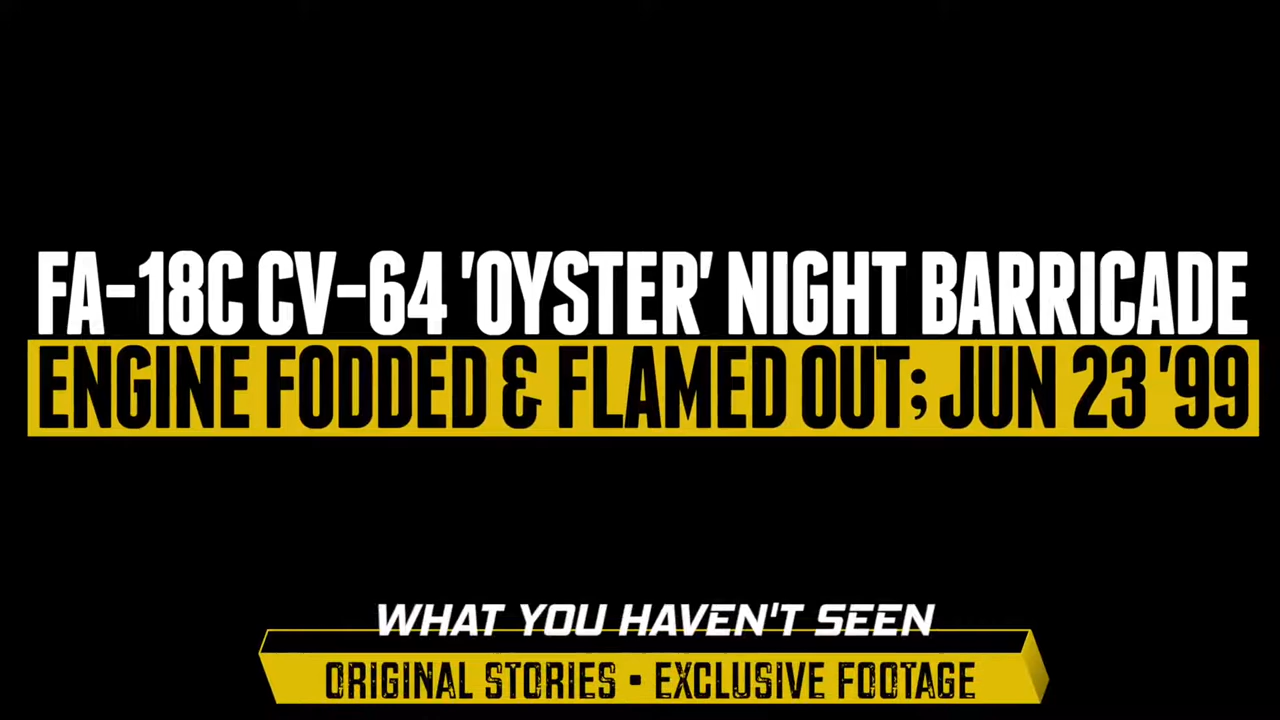 FA-18C CV-64 'OYSTER' NIGHT BARRICADE
ENGINE FODDED & FLAMED OUT; JUN 23 '99
WHAT YOU HAVEN'T SEEN
ORIGINAL STORIES • EXCLUSIVE FOOTAGE